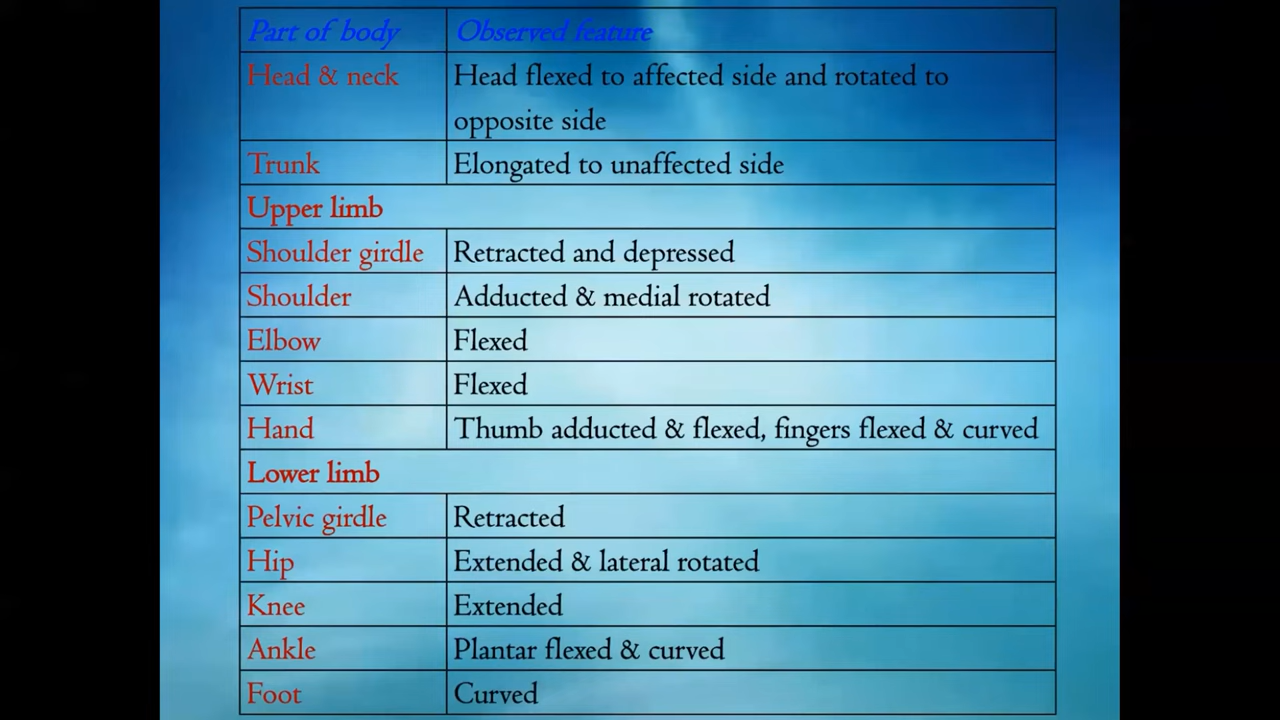 Part of body Observed feature
Head & neck Head flexed to affected side and rotated to
opposite side
Trunk Elongated to unaffected side
Upper limb
Shoulder girdle Retracted and depressed
Shoulder Adducted & medial rotated
Elbow Flexed
Wrist Flexed
Hand Thumb adducted & flexed, fingers flexed & curved
Lower limb
Pelvic girdle Retracted
Hip Extended & lateral rotated
Knee Extended
Ankle Plantar flexed & curved
Foot Curved